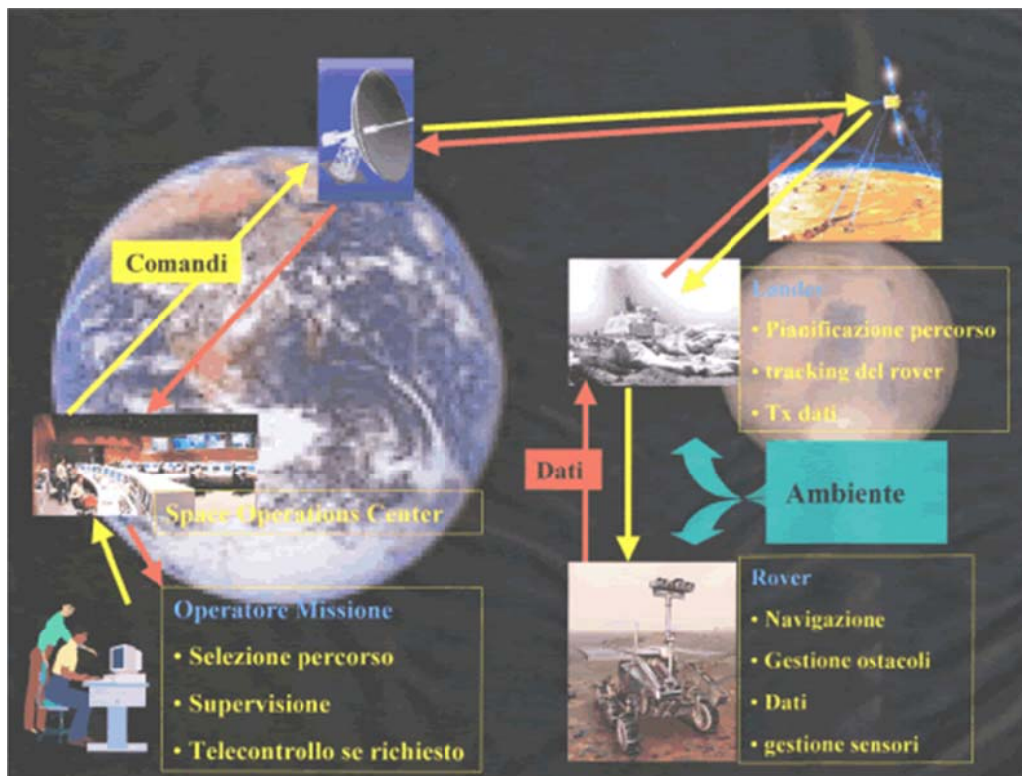 Comandi
Space Operations Center
Operatore Missione
• Selezione percorso
• Supervisione
• Telecontrollo se richiesto
Lander
• Pianificazione percorso
• tracking del rover
• Tx dati
Dati
Ambiente
Rover
• Navigazione
• Gestione ostacoli
• Dati
• gestione sensori